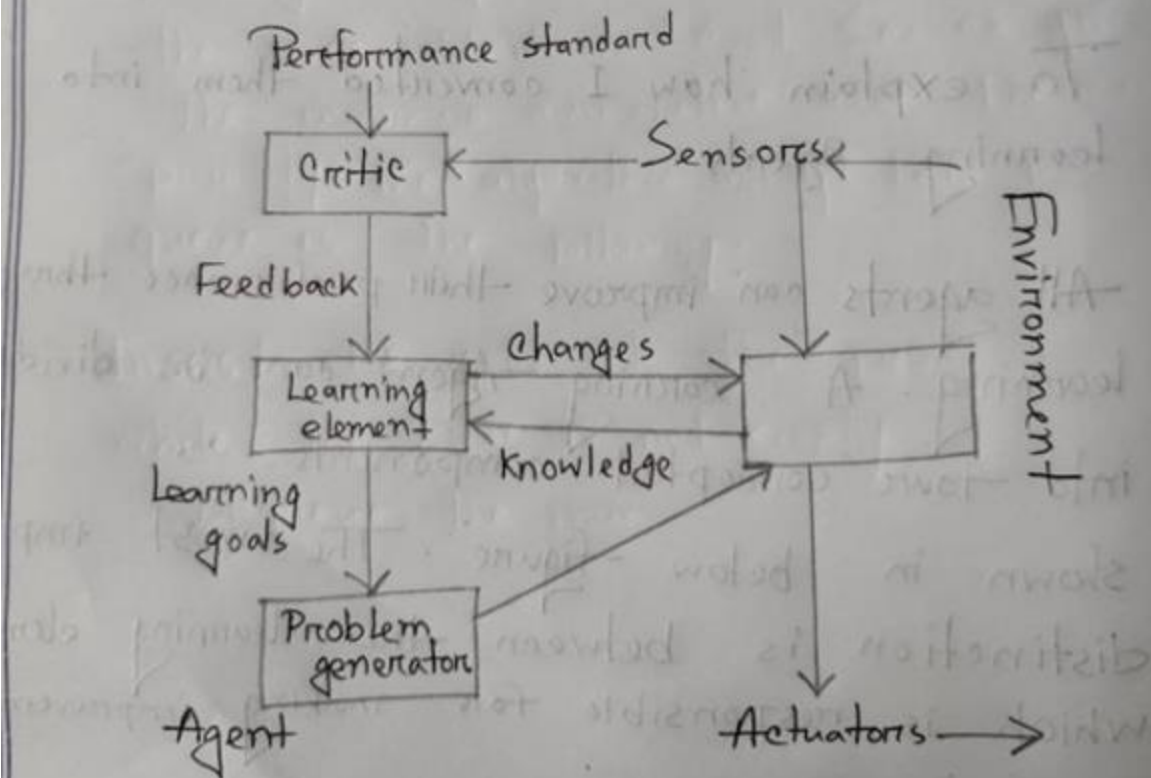 Performance standard
Critic
Sensors
Environment
Feedback
Changes
Learning
element
Knowledge
Learning
goals
Problem
generator
Agent
Actuators